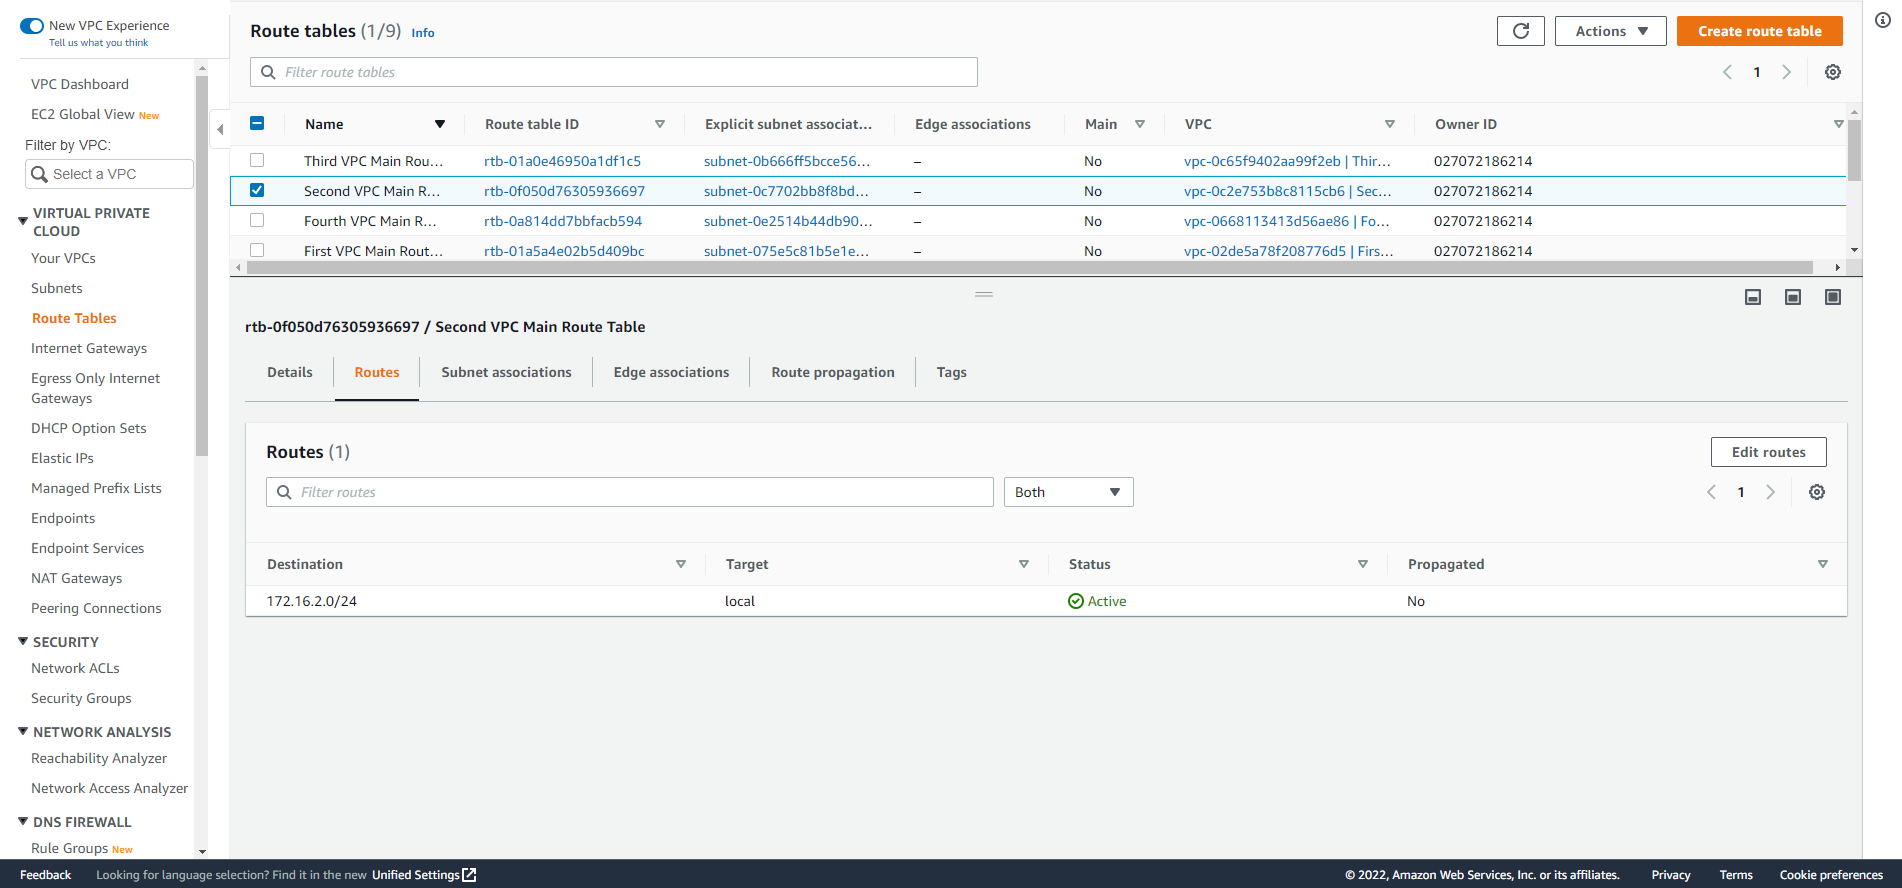 New VPC Experience
Tell us what you think
VPC Dashboard
EC2 Global View New
Filter by VPC:
Select a VPC
VIRTUAL PRIVATE
CLOUD
Your VPCs
Subnets
Route Tables
Internet Gateways
Egress Only Internet
Gateways
DHCP Option Sets
Elastic IPs
Managed Prefix Lists
Endpoints
Endpoint Services
NAT Gateways
Peering Connections
SECURITY
Network ACLs
Security Groups
NETWORK ANALYSIS
Reachability Analyzer
Network Access Analyzer
DNS FIREWALL
Rule Groups New
Route tables (1/9) Info
Actions
Create route table
Filter route tables
1
Name Route table ID Explicit subnet associat... Edge associations Main VPC Owner ID
Third VPC Main Rou... rtb-01a0e46950a1df1c5 subnet-0b666ff5bcce56... – No vpc-0c65f9402aa99f2eb | Thir... 027072186214
Second VPC Main R... rtb-0f050d76305936697 subnet-0c7702bb8f8bd... – No vpc-0c2e753b8c8115cb6 | Sec... 027072186214
Fourth VPC Main R... rtb-0a814dd7bbfacb594 subnet-0e2514b44db90... – No vpc-0668113413d56ae86 | Fo... 027072186214
First VPC Main Rout... rtb-01a5a4e02b5d409bc subnet-075e5c81b5e1e... – No vpc-02de5a78f208776d5 | Firs... 027072186214
rtb-0f050d76305936697 / Second VPC Main Route Table
Details Routes Subnet associations Edge associations Route propagation Tags
Routes (1)
Edit routes
Filter routes
Both
1
Destination Target Status Propagated
172.16.2.0/24 local Active No
Feedback Looking for language selection? Find it in the new Unified Settings © 2022, Amazon Web Services, Inc. or its affiliates. Privacy Terms Cookie preferences